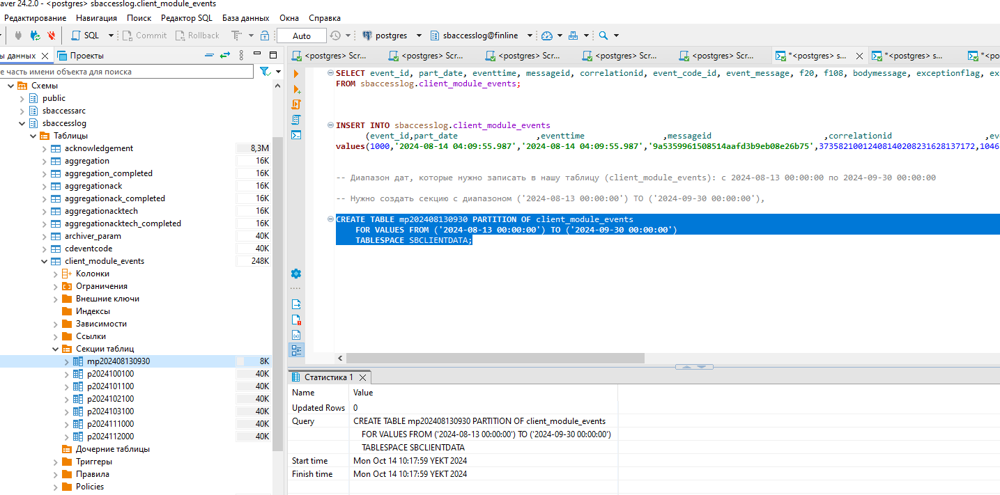 aver 24.2.0 - <postgres> sbaccesslog.client_module_events
Редактирование Навигация Поиск Редактор SQL База данных Окна Справка
SQL Commit Rollback T Auto postgres sbaccesslog@finline
ы данных Проекты
<postgres> Scr... <postgres> Scr... <postgres> Scr... <postgres> Scr... <postgres> Scr... *<postgres> s... *<postgres> s... *<po
е часть имени объекта для поиска
Схемы
public
sbaccessarc
sbaccesslog
Таблицы
acknowledgement 8,3M
aggregation 16K
aggregation_completed 16K
aggregationack 16K
aggregationack_completed 16K
aggregationacktech 16K
aggregationacktech_completed 16K
archiver_param 40K
cdeventcode 40K
client_module_events 248K
Колонки
Ограничения
Внешние ключи
Индексы
Зависимости
Ссылки
Секции таблиц
mp202408130930 8K
p2024100100 40K
p2024101100 40K
p2024102100 40K
p2024103100 40K
p2024111000 40K
p2024112000 40K
Дочерние таблицы
Триггеры
Правила
Policies
SELECT event_id, part_date, eventtime, messageid, correlationid, event_code_id, event_message, f20, f108, bodymessage, exceptionflag, ex
FROM sbaccesslog.client_module_events;
INSERT INTO sbaccesslog.client_module_events
(event_id,part_date ,eventtime ,messageid ,correlationid ,eve
values(1000,'2024-08-14 04:09:55.987','2024-08-14 04:09:55.987','9a5359961508514aafd3b9eb08e26b75',37358210012408140208231628137172,1046
-- Диапазон дат, которые нужно записать в нашу таблицу (client_module_events): с 2024-08-13 00:00:00 по 2024-09-30 00:00:00
-- Нужно создать секцию с диапазоном ('2024-08-13 00:00:00') TO ('2024-09-30 00:00:00'),
CREATE TABLE mp202408130930 PARTITION OF client_module_events
FOR VALUES FROM ('2024-08-13 00:00:00') TO ('2024-09-30 00:00:00')
TABLESPACE SBCLIENTDATA;
Статистика 1
Name Value
Updated Rows 0
Query CREATE TABLE mp202408130930 PARTITION OF client_module_events
FOR VALUES FROM ('2024-08-13 00:00:00') TO ('2024-09-30 00:00:00')
TABLESPACE SBCLIENTDATA
Start time Mon Oct 14 10:17:59 YEKT 2024
Finish time Mon Oct 14 10:17:59 YEKT 2024